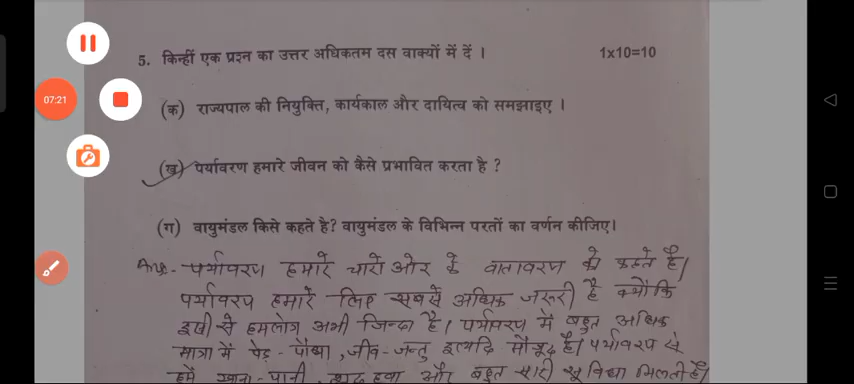 5. किन्हीं एक प्रश्न का उत्तर अधिकतम दस वाक्यों में दें । 1x10=10
07:21
(क) राज्यपाल की नियुक्ति, कार्यकाल और दायित्व को समझाइए ।
(ख) पर्यावरण हमारे जीवन को कैसे प्रभावित करता है ?
(ग) वायुमंडल किसे कहते है? वायुमंडल के विभिन्न परतों का वर्णन कीजिए।
Ans- पर्यावरण हमारे चारो ओर के वातावरण को कहते है।
पर्यावरण हमारे लिए सबसे अधिक जरूरी है क्योंकि
इसी से हमलोग अभी जिन्दा है। पर्यावरण में बहुत अधिक
मात्रा में पेड़-पौधा, जीव-जन्तु इत्यादि मौजूद है। पर्यावरण से
हमें खाना-पानी, शुद्ध हवा और बहुत सारी सुविधा मिलती है।